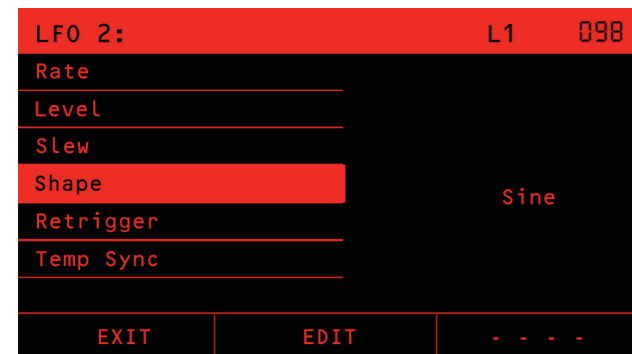 LFO 2: L1 098
Rate
Level
Slew
Shape
Sine
Retrigger
Temp Sync
EXIT EDIT - - - -